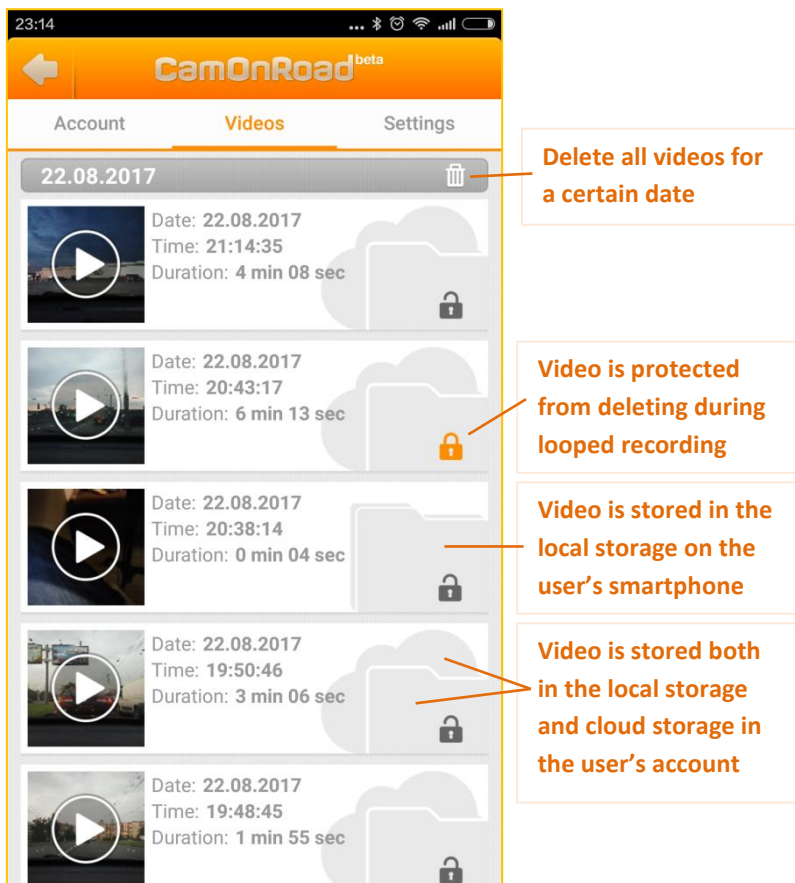 23:14
CamOnRoad beta
Account Videos Settings
22.08.2017
Delete all videos for
a certain date
Date: 22.08.2017
Time: 21:14:35
Duration: 4 min 08 sec
Date: 22.08.2017
Time: 20:43:17
Duration: 6 min 13 sec
Video is protected
from deleting during
looped recording
Date: 22.08.2017
Time: 20:38:14
Duration: 0 min 04 sec
Video is stored in the
local storage on the
user’s smartphone
Date: 22.08.2017
Time: 19:50:46
Duration: 3 min 06 sec
Video is stored both
in the local storage
and cloud storage in
the user’s account
Date: 22.08.2017
Time: 19:48:45
Duration: 1 min 55 sec